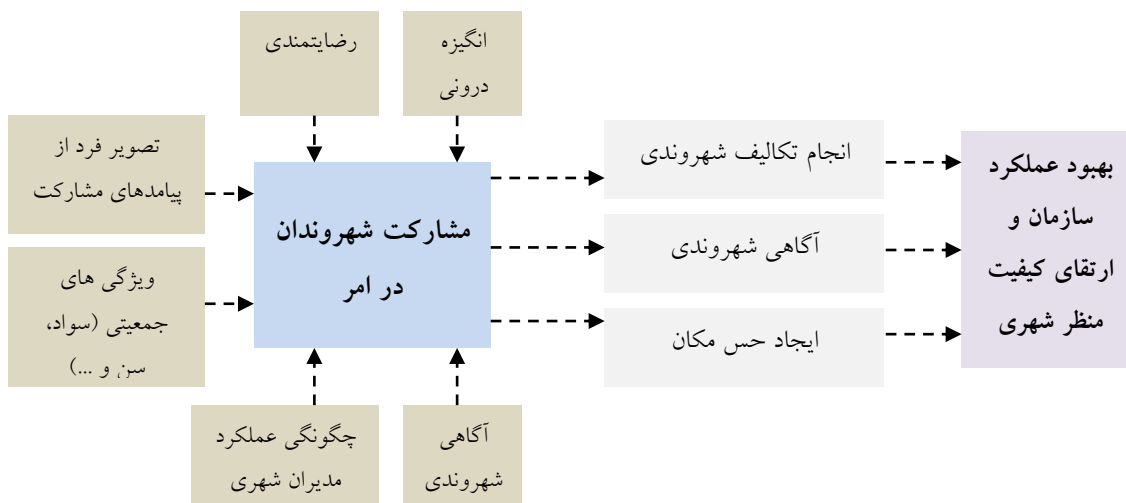 رضایتمندی
انگیزه
درونی
تصویر فرد از
پیامدهای مشارکت
ویژگی های
جمعیتی (سواد،
سن و ...)
چگونگی عملکرد
مدیران شهری
آگاهی
شهروندی
مشارکت شهروندان
در امر
انجام تکالیف شهروندی
آگاهی شهروندی
ایجاد حس مکان
بهبود عملکرد
سازمان و
ارتقای کیفیت
منظر شهری